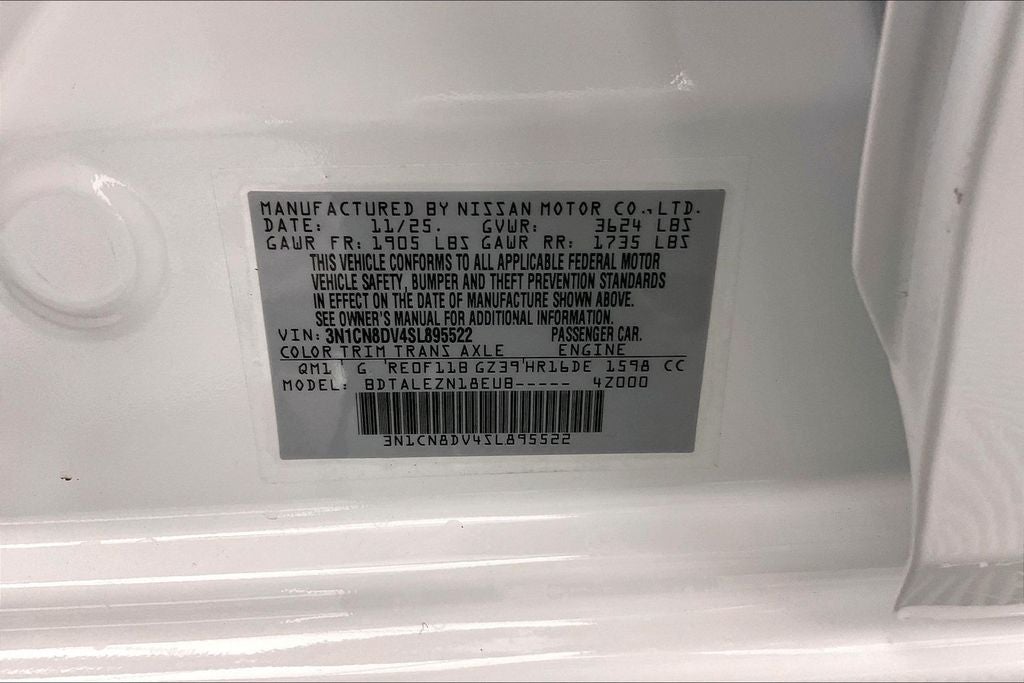 MANUFACTURED BY NISSAN MOTOR CO., LTD.
DATE: 11/25. GVWR: 3624 LBS
GAWR FR: 1905 LBS GAWR RR: 1735 LBS
THIS VEHICLE CONFORMS TO ALL APPLICABLE FEDERAL MOTOR
VEHICLE SAFETY, BUMPER AND THEFT PREVENTION STANDARDS
IN EFFECT ON THE DATE OF MANUFACTURE SHOWN ABOVE.
SEE OWNER'S MANUAL FOR ADDITIONAL INFORMATION.
VIN: 3N1CN8DV4SL895522 PASSENGER CAR.
COLOR TRIM TRANS AXLE ENGINE
QM1 G RE0F11B GZ39 HR16DE 1598 CC
MODEL: BDTALEZN18EUB----- 4Z000
3N1CN8DV4SL895522